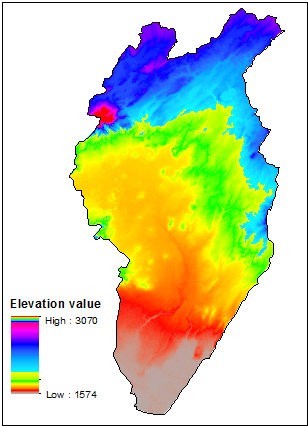 Elevation value
High : 3070
Low : 1574